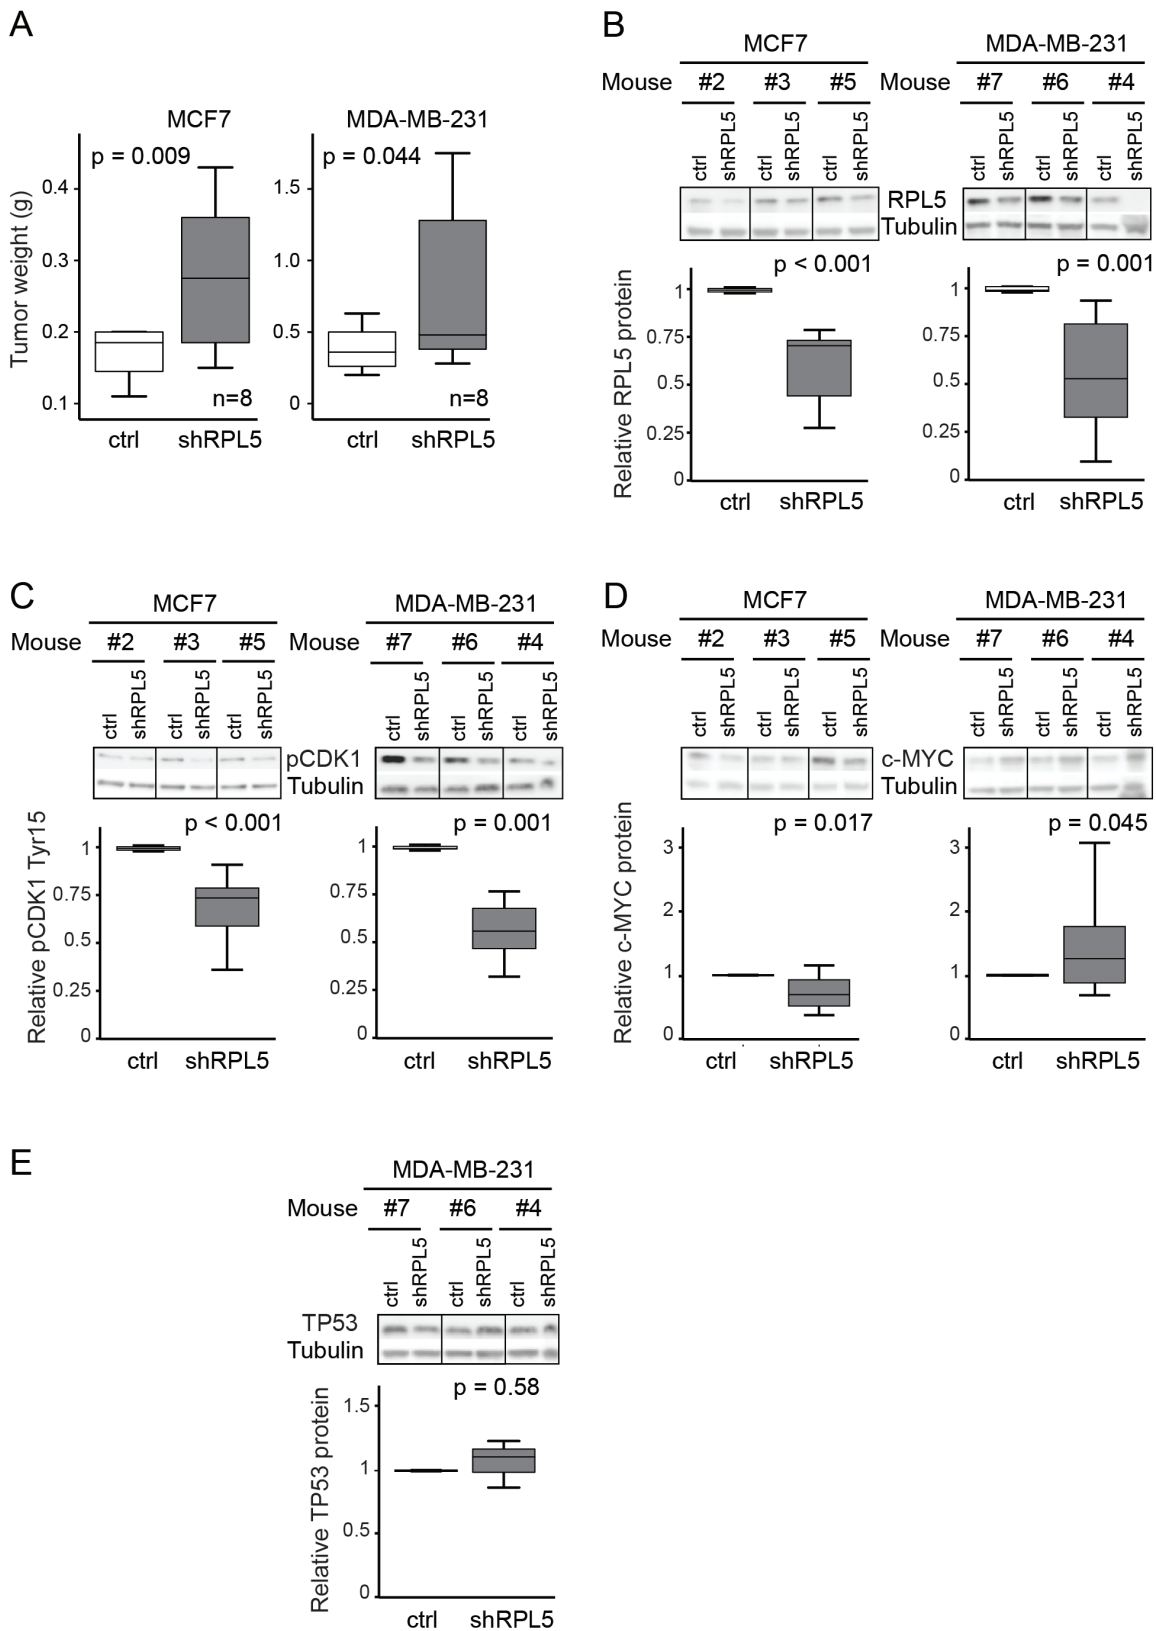 A
MCF7
MDA-MB-231
p = 0.009
p = 0.044
Tumor weight (g)
0.4
0.3
0.2
0.1
1.5
1.0
0.5
0
n=8
n=8
ctrl
shRPL5
ctrl
shRPL5
B
MCF7
MDA-MB-231
Mouse #2 #3 #5
Mouse #7 #6 #4
ctrl shRPL5 ctrl shRPL5 ctrl shRPL5
ctrl shRPL5 ctrl shRPL5 ctrl shRPL5
RPL5
Tubulin
p < 0.001
p = 0.001
Relative RPL5 protein
1
0.75
0.5
0.25
0
1
0.75
0.5
0.25
0
ctrl
shRPL5
ctrl
shRPL5
C
MCF7
MDA-MB-231
Mouse #2 #3 #5
Mouse #7 #6 #4
ctrl shRPL5 ctrl shRPL5 ctrl shRPL5
ctrl shRPL5 ctrl shRPL5 ctrl shRPL5
pCDK1
Tubulin
p < 0.001
p = 0.001
Relative pCDK1 Tyr15
1
0.75
0.5
0.25
0
1
0.75
0.5
0.25
0
ctrl
shRPL5
ctrl
shRPL5
D
MCF7
MDA-MB-231
Mouse #2 #3 #5
Mouse #7 #6 #4
ctrl shRPL5 ctrl shRPL5 ctrl shRPL5
ctrl shRPL5 ctrl shRPL5 ctrl shRPL5
c-MYC
Tubulin
p = 0.017
p = 0.045
Relative c-MYC protein
3
2
1
0
3
2
1
0
ctrl
shRPL5
ctrl
shRPL5
E
MDA-MB-231
Mouse #7 #6 #4
ctrl shRPL5 ctrl shRPL5 ctrl shRPL5
TP53
Tubulin
p = 0.58
Relative TP53 protein
1.5
1
0.5
0
ctrl
shRPL5